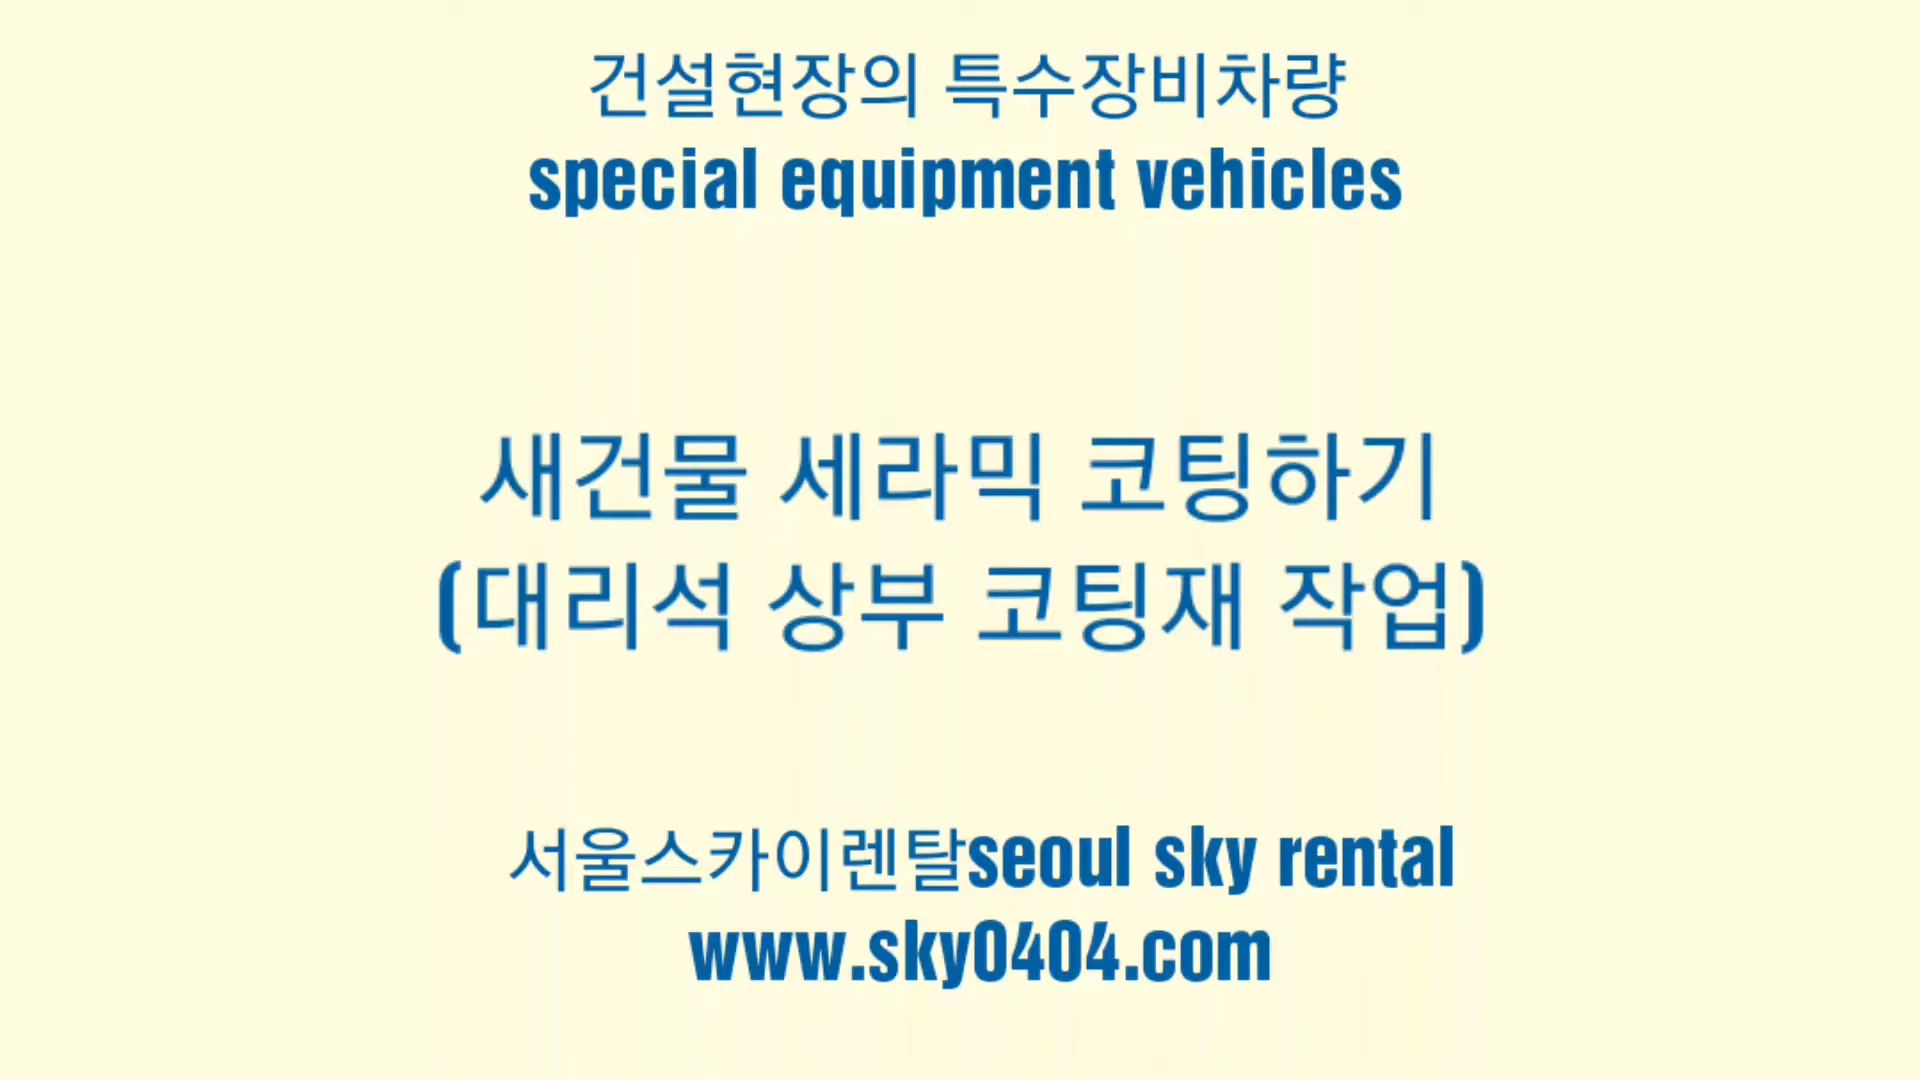 건설현장의 특수장비차량
special equipment vehicles
새건물 세라믹 코팅하기
(대리석 상부 코팅재 작업)
서울스카이렌탈seoul sky rental
www.sky0404.com